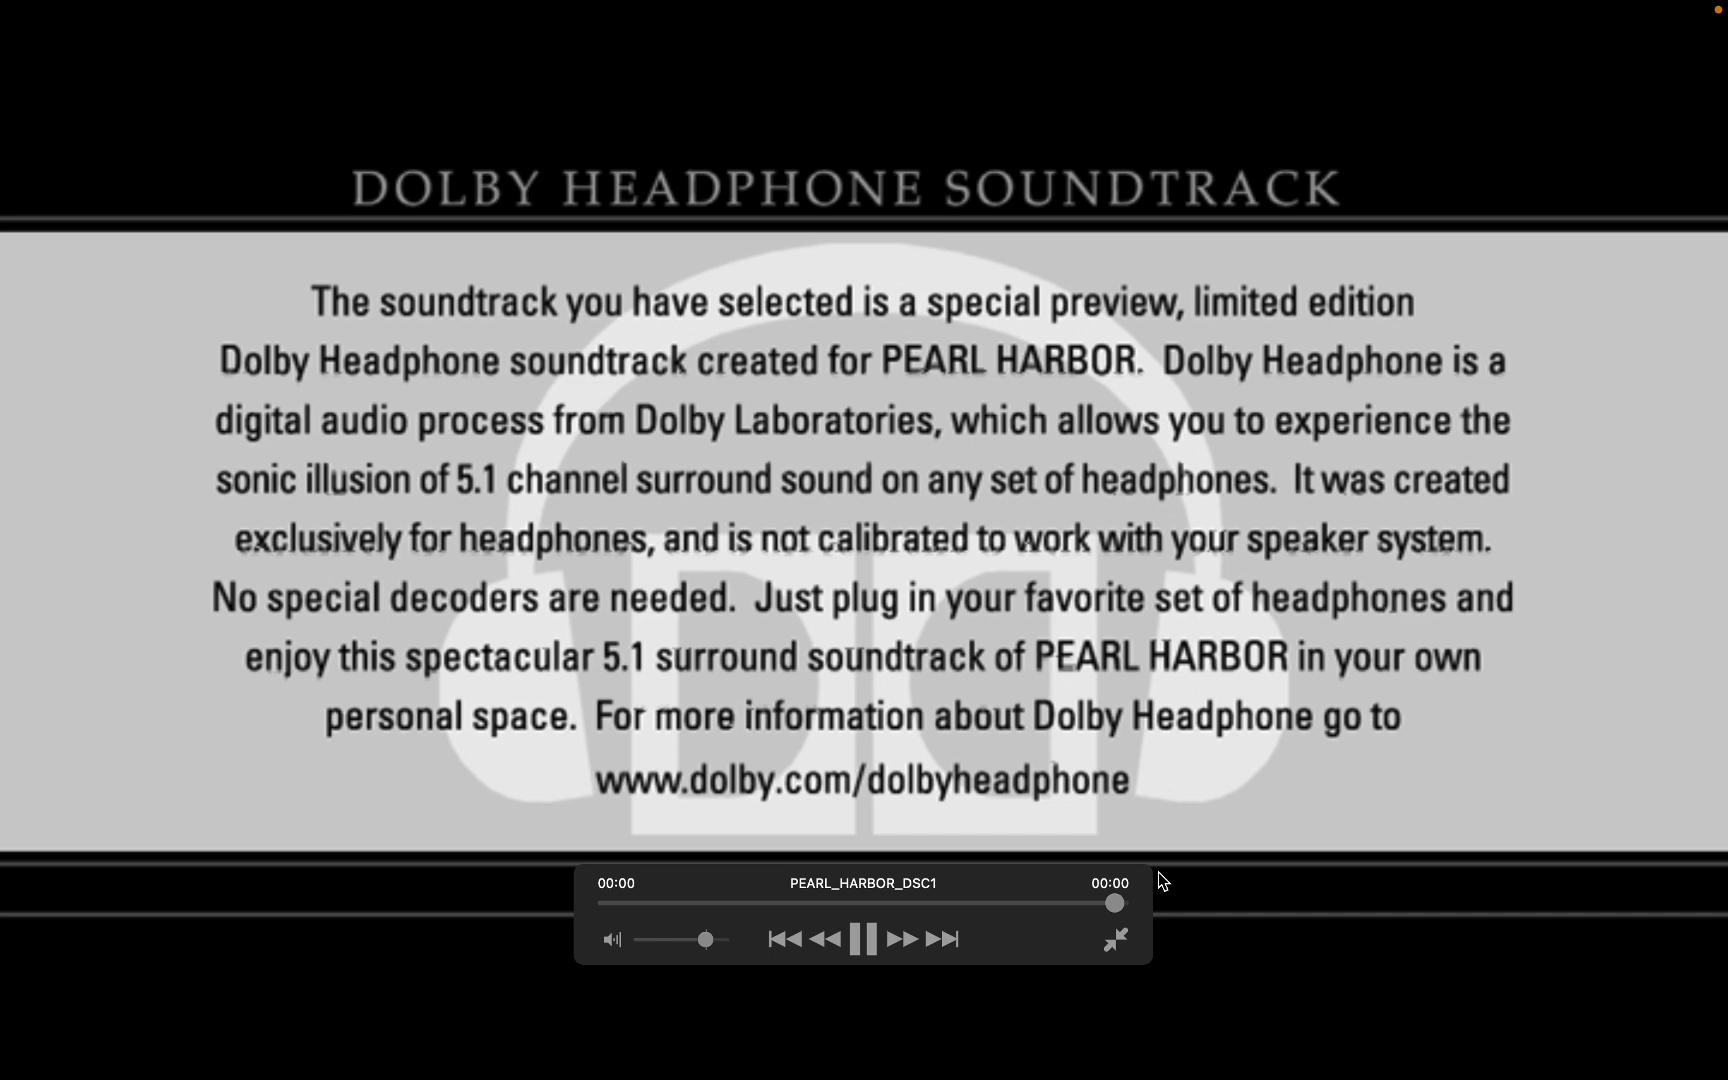 DOLBY HEADPHONE SOUNDTRACK
The soundtrack you have selected is a special preview, limited edition
Dolby Headphone soundtrack created for PEARL HARBOR.  Dolby Headphone is a
digital audio process from Dolby Laboratories, which allows you to experience the
sonic illusion of 5.1 channel surround sound on any set of headphones.  It was created
exclusively for headphones, and is not calibrated to work with your speaker system.
No special decoders are needed.  Just plug in your favorite set of headphones and
enjoy this spectacular 5.1 surround soundtrack of PEARL HARBOR in your own
personal space.  For more information about Dolby Headphone go to
www.dolby.com/dolbyheadphone
00:00 PEARL_HARBOR_DSC1 00:00